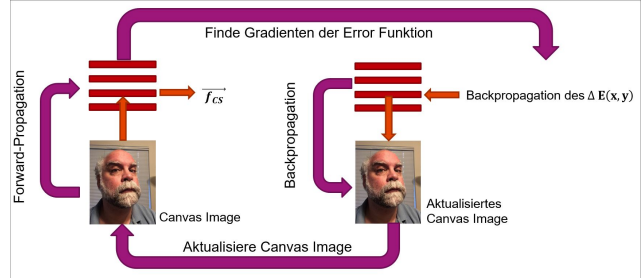 Finde Gradienten der Error Funktion
Forward-Propagation
f_CS
Canvas Image
Backpropagation
Backpropagation des Δ E(x, y)
Aktualisiertes
Canvas Image
Aktualisiere Canvas Image